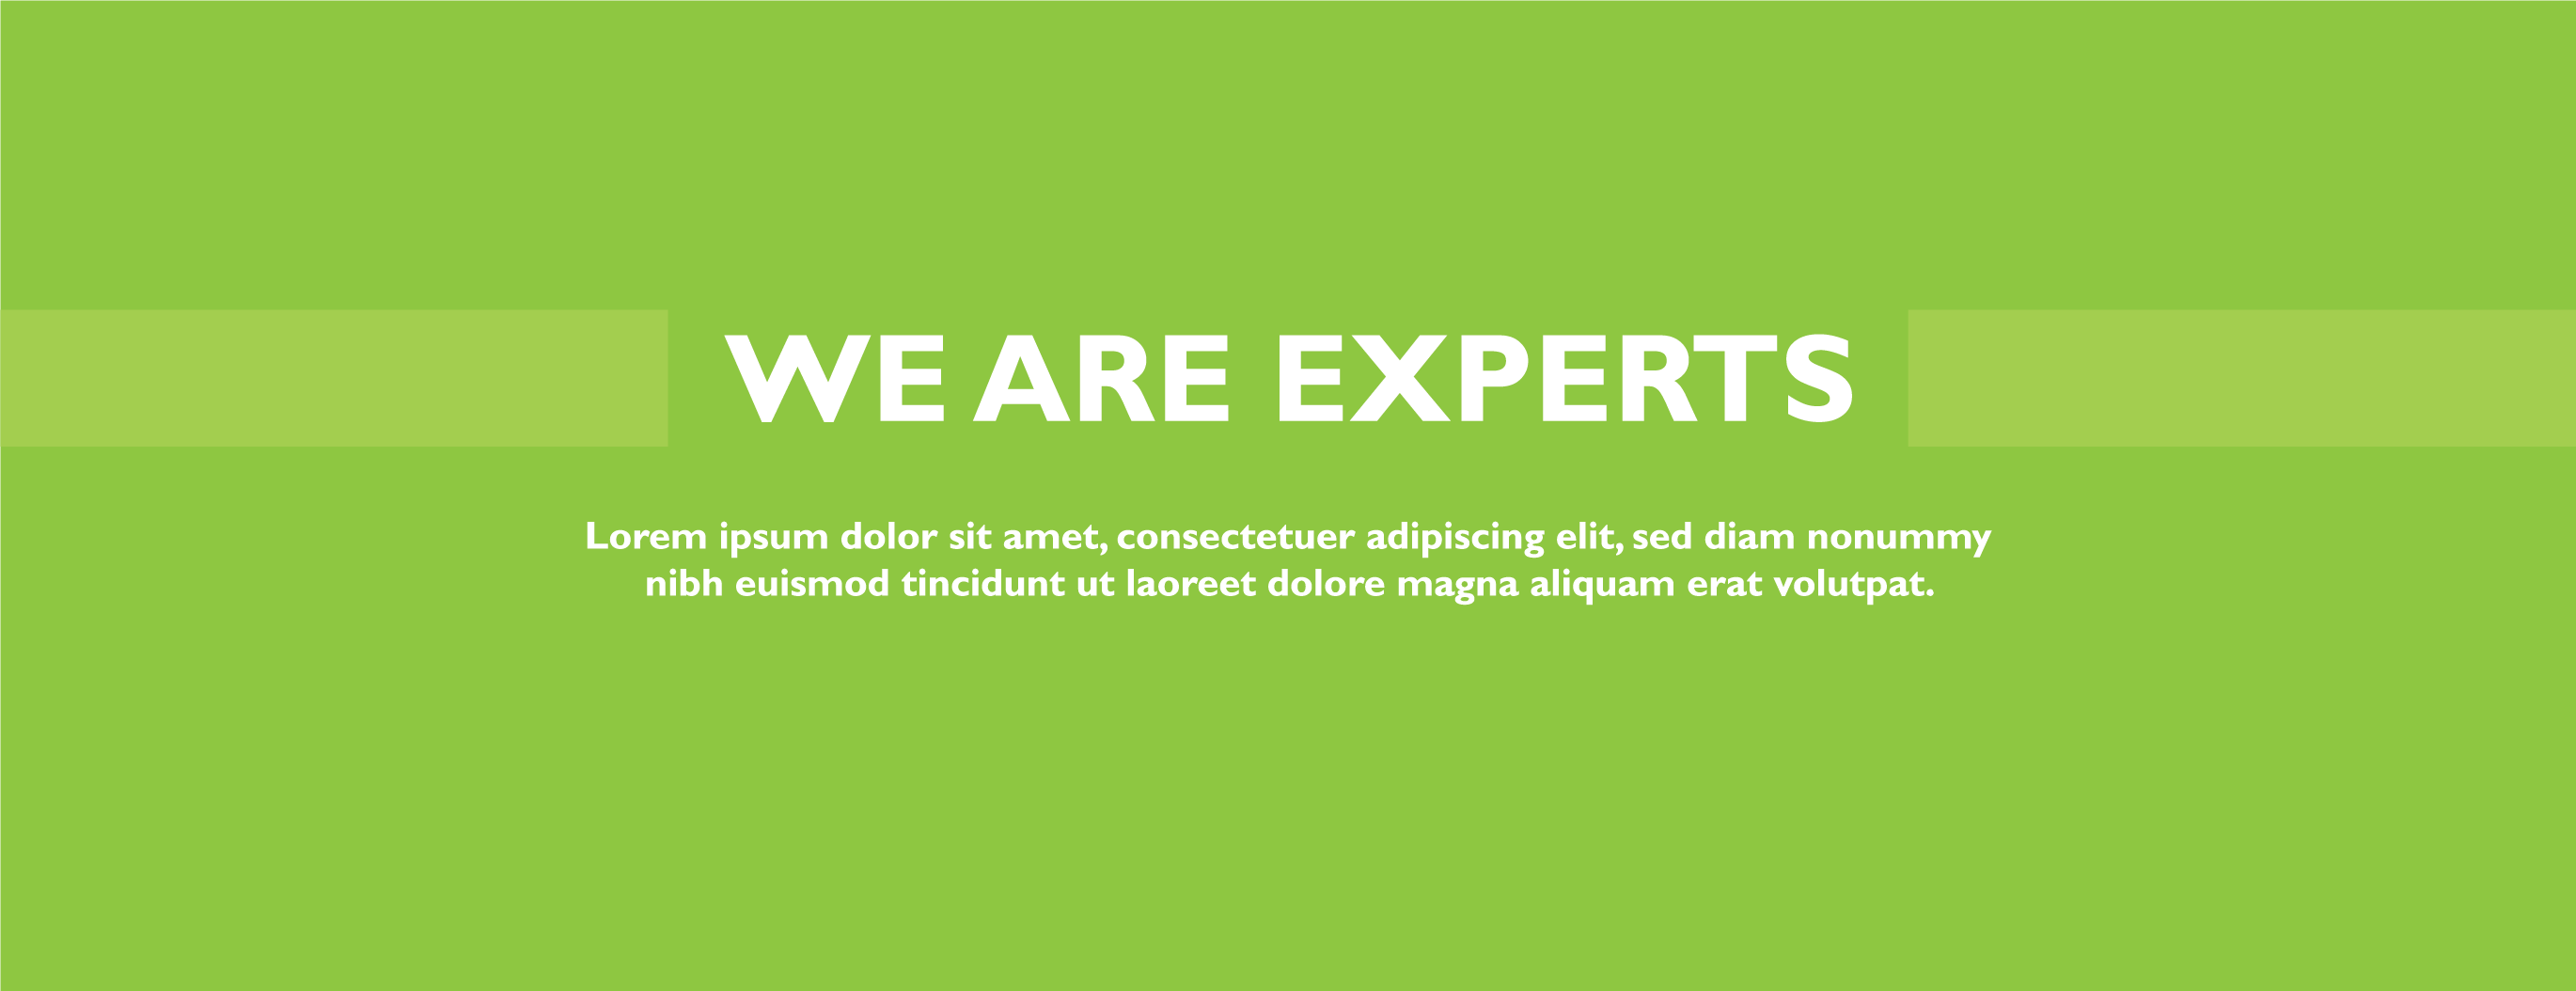 WE ARE EXPERTS
Lorem ipsum dolor sit amet, consectetuer adipiscing elit, sed diam nonummy
nibh euismod tincidunt ut laoreet dolore magna aliquam erat volutpat.